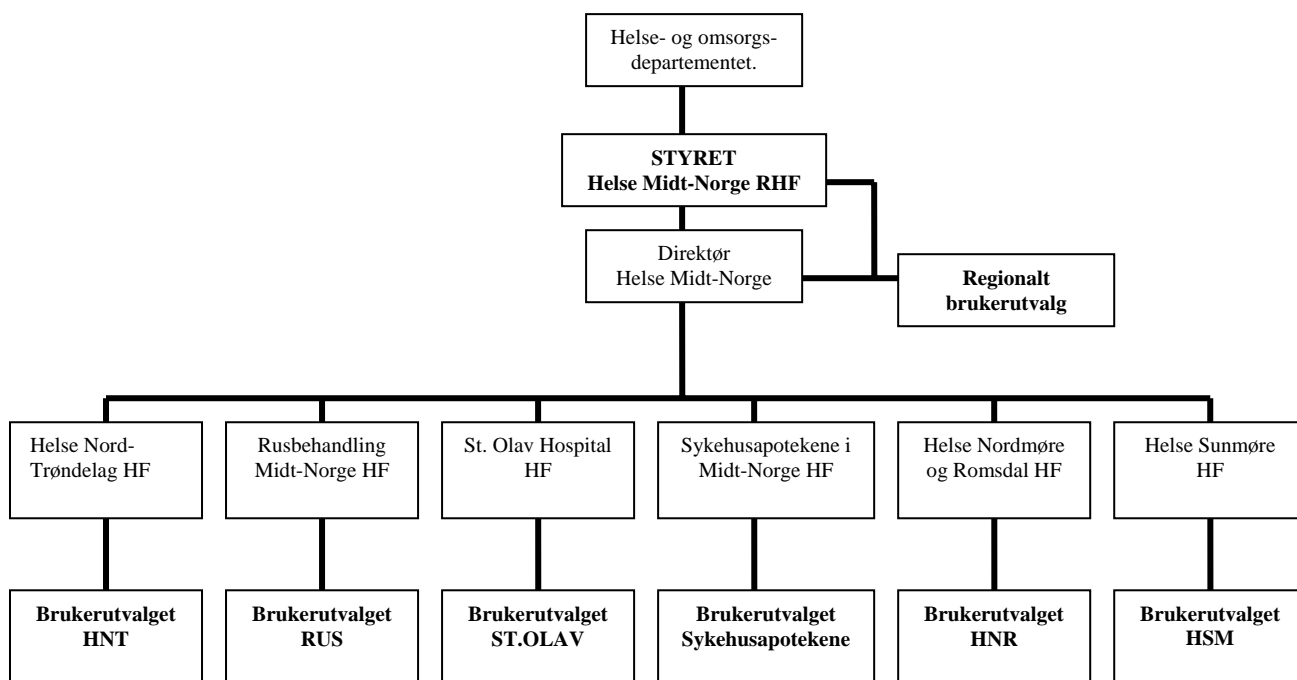 Helse- og omsorgs-
departementet.
STYRET
Helse Midt-Norge RHF
Direktør
Helse Midt-Norge
Regionalt
brukerutvalg
Helse Nord-
Trøndelag HF
Rusbehandling
Midt-Norge HF
St. Olav Hospital
HF
Sykehusapotekene i
Midt-Norge HF
Helse Nordmøre
og Romsdal HF
Helse Sunmøre
HF
Brukerutvalget
HNT
Brukerutvalget
RUS
Brukerutvalget
ST.OLAV
Brukerutvalget
Sykehusapotekene
Brukerutvalget
HNR
Brukerutvalget
HSM